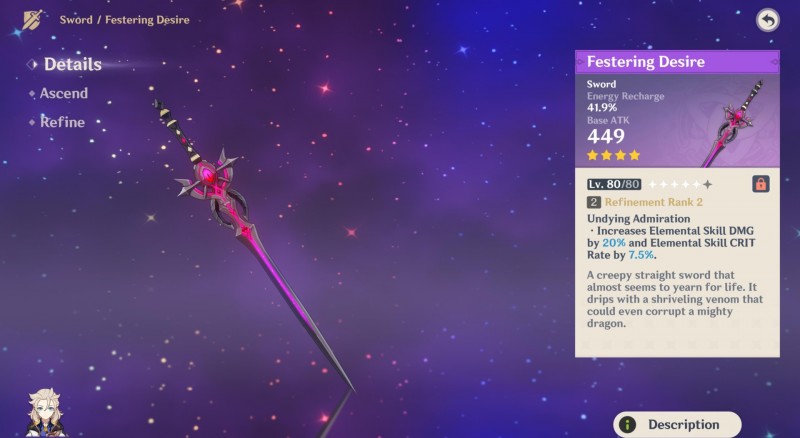 Sword / Festering Desire
Details
Ascend
Refine
Festering Desire
Sword
Energy Recharge
41.9%
Base ATK
449
Lv. 80/80
2 Refinement Rank 2
Undying Admiration
· Increases Elemental Skill DMG
by 20% and Elemental Skill CRIT
Rate by 7.5%.
A creepy straight sword that
almost seems to yearn for life. It
drips with a shriveling venom that
could even corrupt a mighty
dragon.
Description